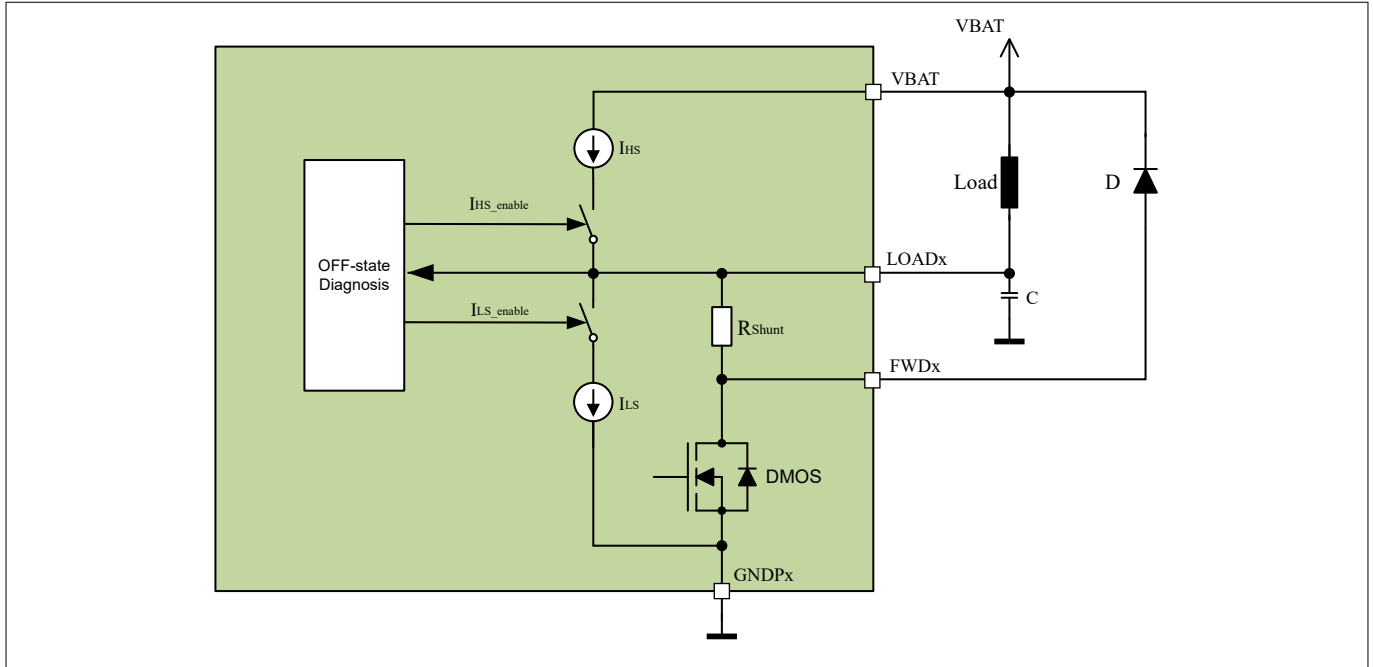 VBAT
VBAT
IHS
Load
D
IHS_enable
OFF-state
Diagnosis
LOADx
ILS_enable
C
RShunt
FWDx
ILS
DMOS
GNDPx